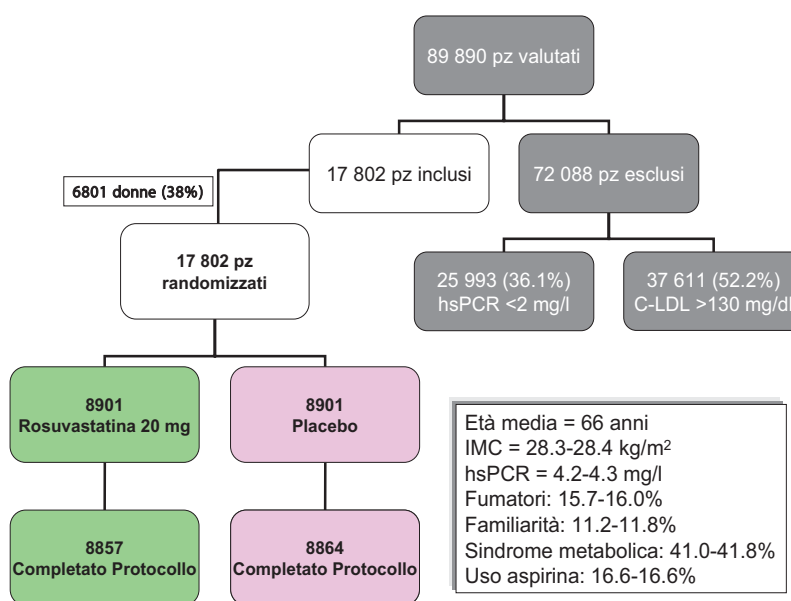 89 890 pz valutati
17 802 pz inclusi
72 088 pz esclusi
6801 donne (38%)
17 802 pz
randomizzati
25 993 (36.1%)
hsPCR <2 mg/l
37 611 (52.2%)
C-LDL >130 mg/dl
8901
Rosuvastatina 20 mg
8901
Placebo
8857
Completato Protocollo
8864
Completato Protocollo
Età media = 66 anni
IMC = 28.3-28.4 kg/m²
hsPCR = 4.2-4.3 mg/l
Fumatori: 15.7-16.0%
Familiarità: 11.2-11.8%
Sindrome metabolica: 41.0-41.8%
Uso aspirina: 16.6-16.6%